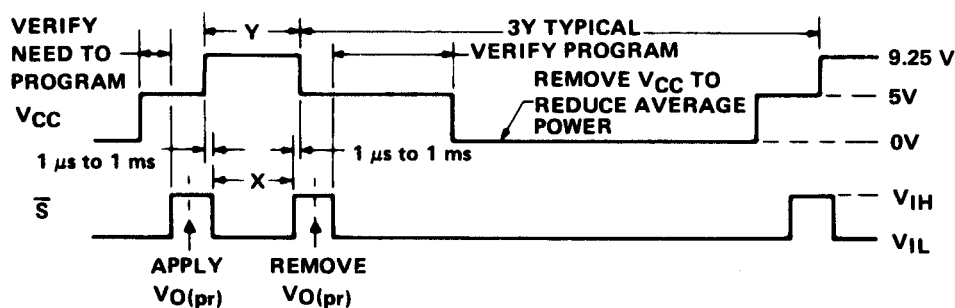 VERIFY
NEED TO
PROGRAM
Y
3Y TYPICAL
VERIFY PROGRAM
REMOVE VCC TO
REDUCE AVERAGE
POWER
9.25 V
5V
0V
VCC
1 μs to 1 ms
X
1 μs to 1 ms
S̅
VIH
VIL
APPLY
VO(pr)
REMOVE
VO(pr)